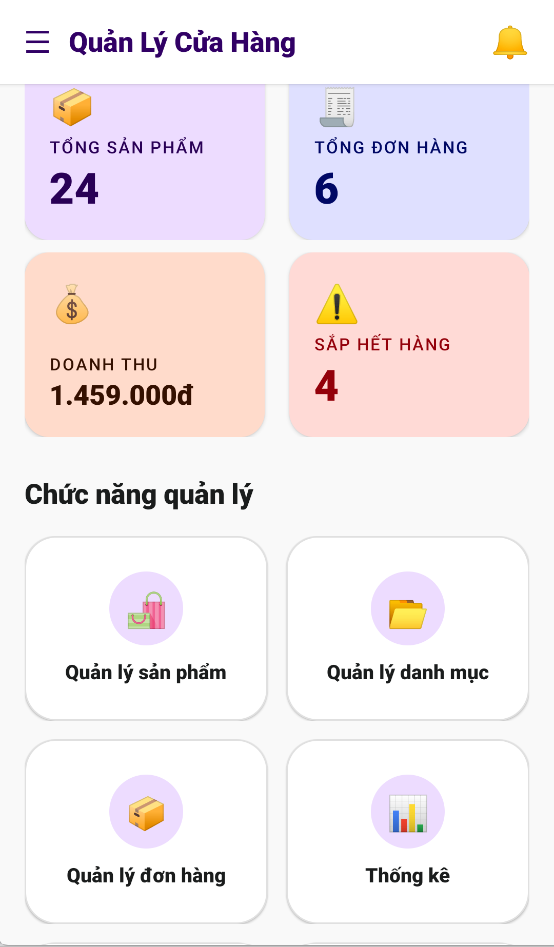 Quản Lý Cửa Hàng
TỔNG SẢN PHẨM
24
TỔNG ĐƠN HÀNG
6
DOANH THU
1.459.000đ
SẮP HẾT HÀNG
4
Chức năng quản lý
Quản lý sản phẩm
Quản lý danh mục
Quản lý đơn hàng
Thống kê